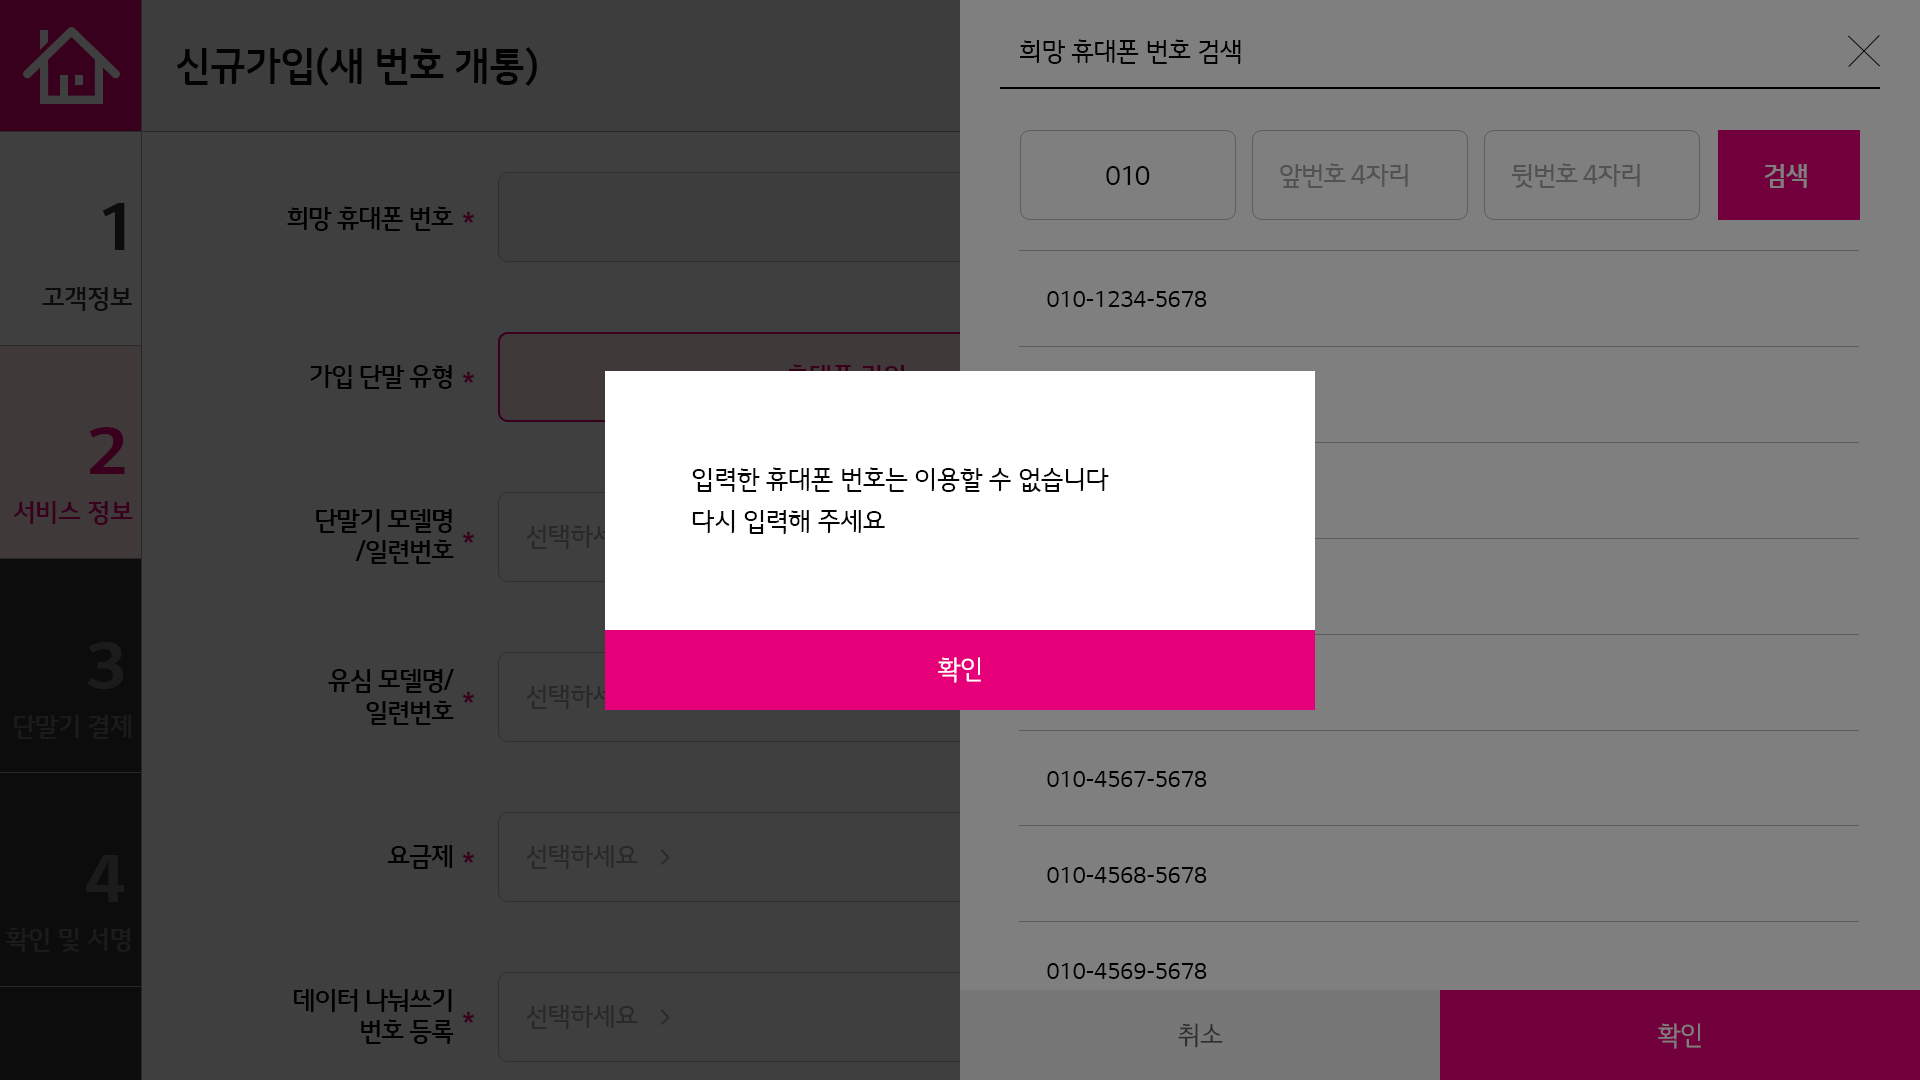 신규가입(새 번호 개통)
1
고객정보
2
서비스 정보
3
단말기 결제
4
확인 및 서명
희망 휴대폰 번호 *
가입 단말 유형 *
단말기 모델명
/일련번호 *
선택하세
유심 모델명/
일련번호 *
선택하세
요금제 *
선택하세요 >
데이터 나눠쓰기
번호 등록 *
선택하세요 >
희망 휴대폰 번호 검색
010
앞번호 4자리
뒷번호 4자리
검색
010-1234-5678
입력한 휴대폰 번호는 이용할 수 없습니다
다시 입력해 주세요
확인
010-4567-5678
010-4568-5678
010-4569-5678
취소
확인